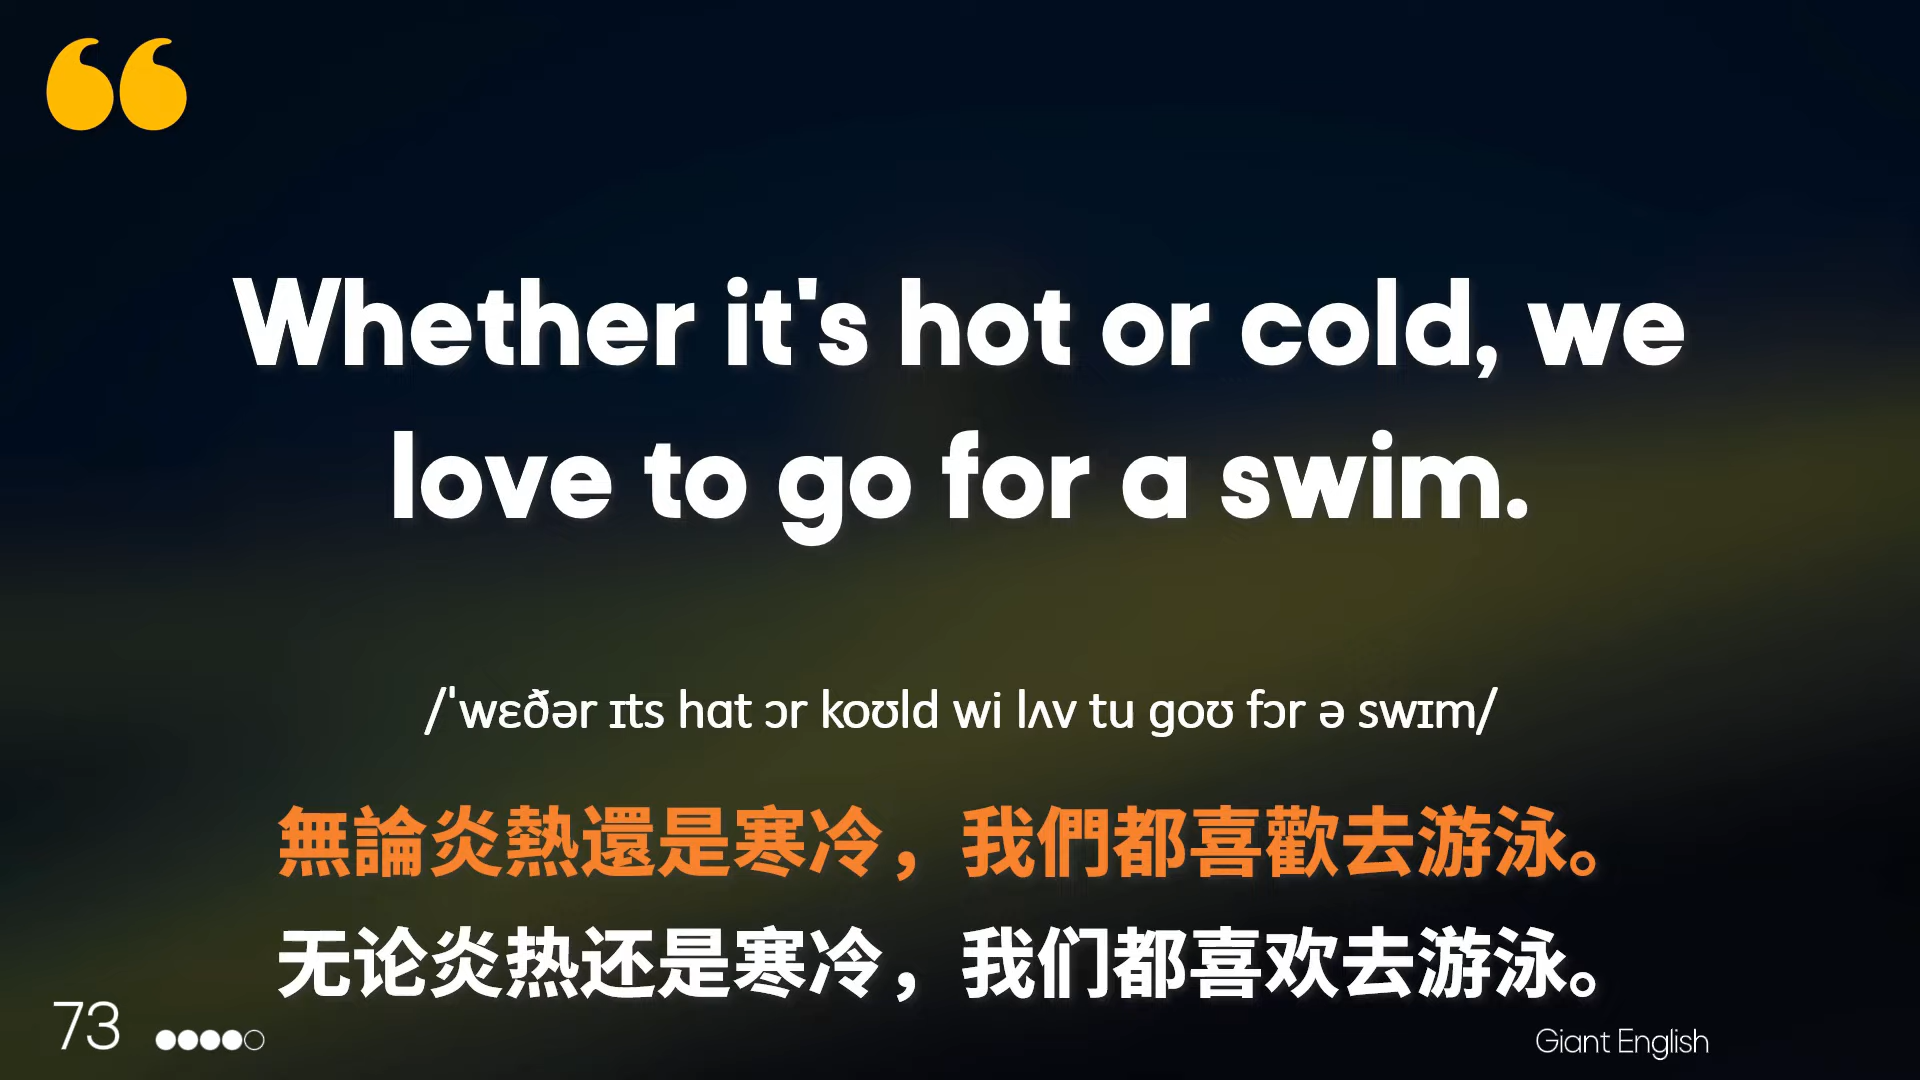 Whether it's hot or cold, we
love to go for a swim.
/ˈwɛðər ɪts hɑt ɔr koʊld wi lʌv tu goʊ fɔr ə swɪm/
無論炎熱還是寒冷，我們都喜歡去游泳。
无论炎热还是寒冷，我们都喜欢去游泳。
73
Giant English